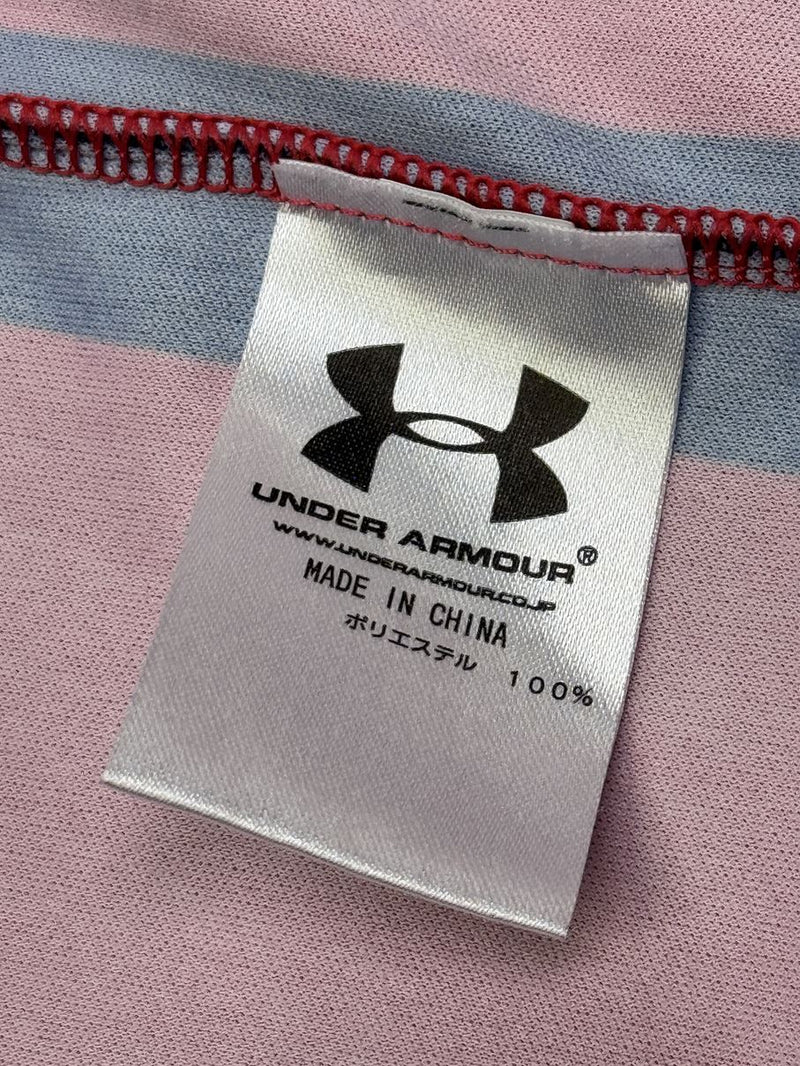 UNDER ARMOUR®
WWW.UNDERARMOUR.CO.JP
MADE IN CHINA
ポリエステル 100%